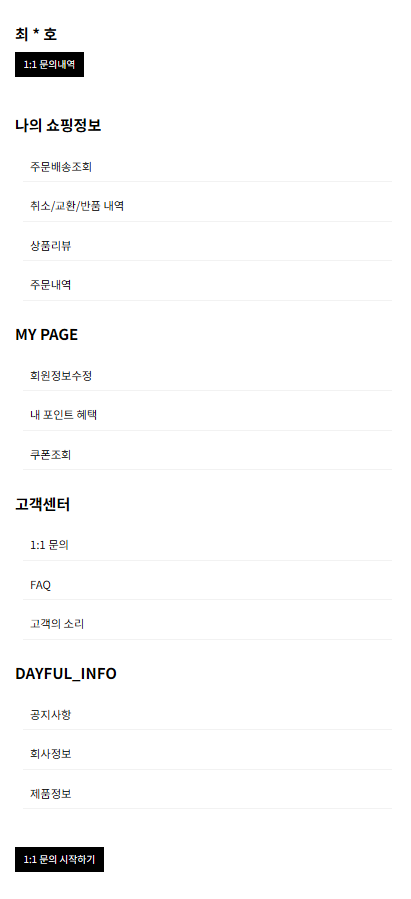 최 * 호
1:1 문의내역
나의 쇼핑정보
주문배송조회
취소/교환/반품 내역
상품리뷰
주문내역
MY PAGE
회원정보수정
내 포인트 혜택
쿠폰조회
고객센터
1:1 문의
FAQ
고객의 소리
DAYFUL_INFO
공지사항
회사정보
제품정보
1:1 문의 시작하기